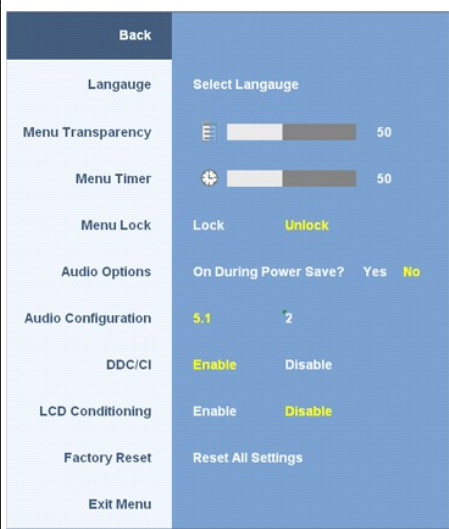 Back
Langauge Select Langauge
Menu Transparency 50
Menu Timer 50
Menu Lock Lock Unlock
Audio Options On During Power Save? Yes No
Audio Configuration 5.1 2
DDC/CI Enable Disable
LCD Conditioning Enable Disable
Factory Reset Reset All Settings
Exit Menu